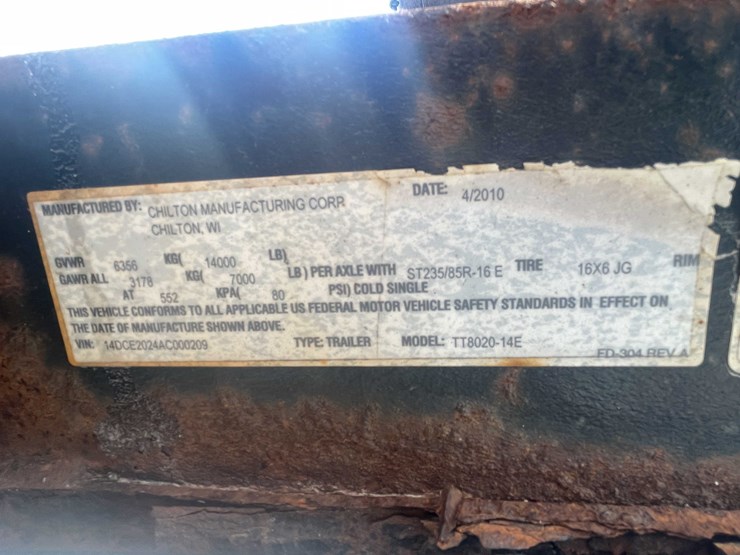 MANUFACTURED BY: CHILTON MANUFACTURING CORP DATE: 4/2010
CHILTON, WI
GVWR 6356 KG( 14000 LB)
GAWR ALL 3178 KG( 7000 LB) PER AXLE WITH ST235/85R-16 E TIRE 16X6 JG RIM
AT 552 KPA( 80 PSI) COLD SINGLE
THIS VEHICLE CONFORMS TO ALL APPLICABLE US FEDERAL MOTOR VEHICLE SAFETY STANDARDS IN EFFECT ON
THE DATE OF MANUFACTURE SHOWN ABOVE.
VIN: 14DCE2024AC000209 TYPE: TRAILER MODEL: TT8020-14E
FD-304 REV A